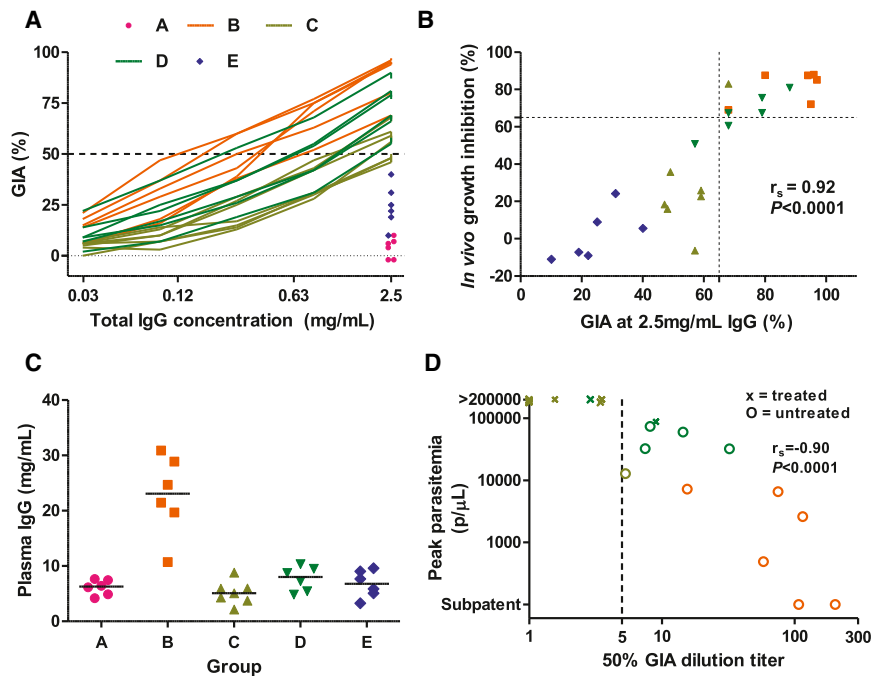 A
A B C
D E
100
75
50
25
0
GIA (%)
0.03 0.12 0.63 2.5
Total IgG concentration (mg/mL)
B
100
80
60
40
20
0
-20
In vivo growth inhibition (%)
rs = 0.92
P<0.0001
0 20 40 60 80 100
GIA at 2.5mg/mL IgG (%)
C
40
30
20
10
0
Plasma IgG (mg/mL)
A B C D E
Group
D
>200000
100000
10000
1000
Subpatent
Peak parasitemia
(p/μL)
x = treated
O = untreated
rs=-0.90
P<0.0001
1 5 10 100 300
50% GIA dilution titer